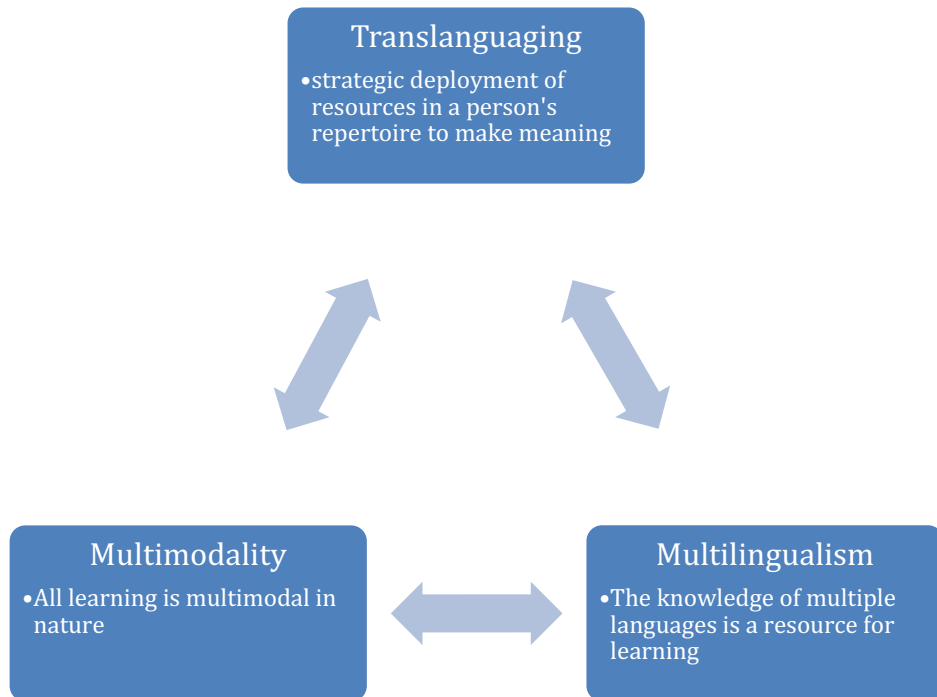 Translanguaging
•strategic deployment of
resources in a person's
repertoire to make meaning
Multimodality
•All learning is multimodal in
nature
Multilingualism
•The knowledge of multiple
languages is a resource for
learning